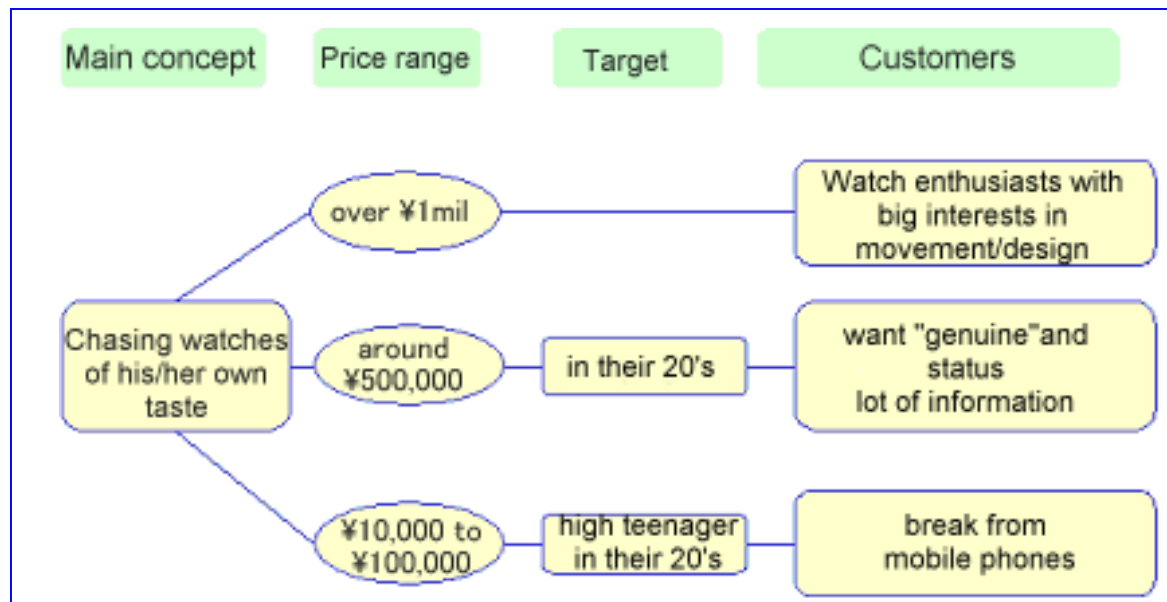 Main concept
Price range
Target
Customers
over ¥1mil
Watch enthusiasts with
big interests in
movement/design
Chasing watches
of his/her own
taste
around
¥500,000
in their 20's
want "genuine"and
status
lot of information
¥10,000 to
¥100,000
high teenager
in their 20's
break from
mobile phones